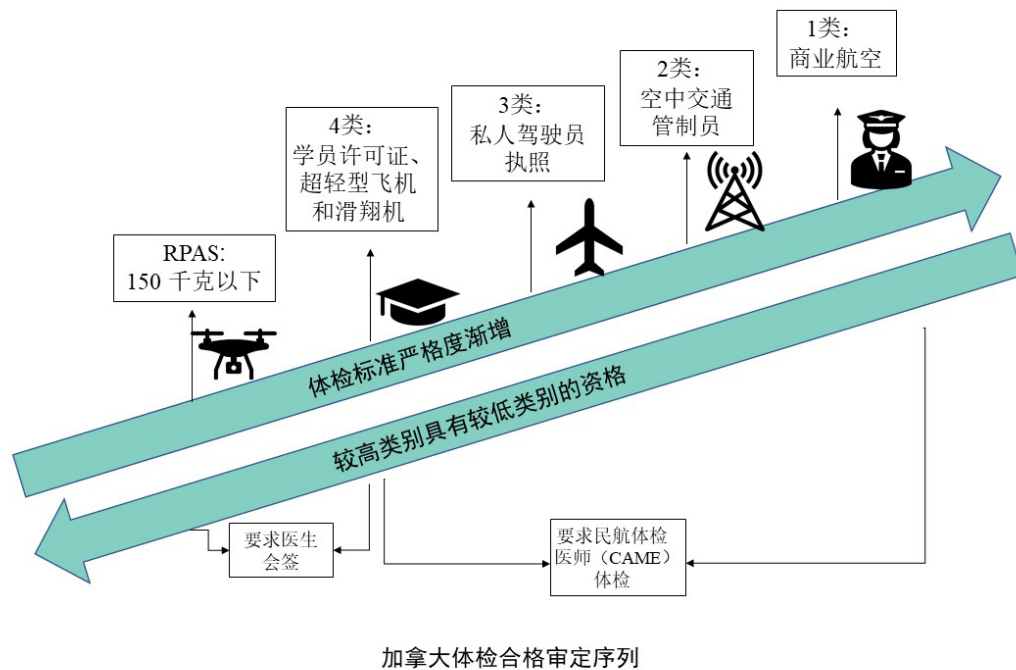 1类：
商业航空
2类：
空中交通
管制员
3类：
私人驾驶员
执照
4类：
学员许可证、
超轻型飞机
和滑翔机
RPAS:
150 千克以下
体检标准严格度渐增
较高类别具有较低类别的资格
要求医生
会签
要求民航体检
医师（CAME）
体检
加拿大体检合格审定序列